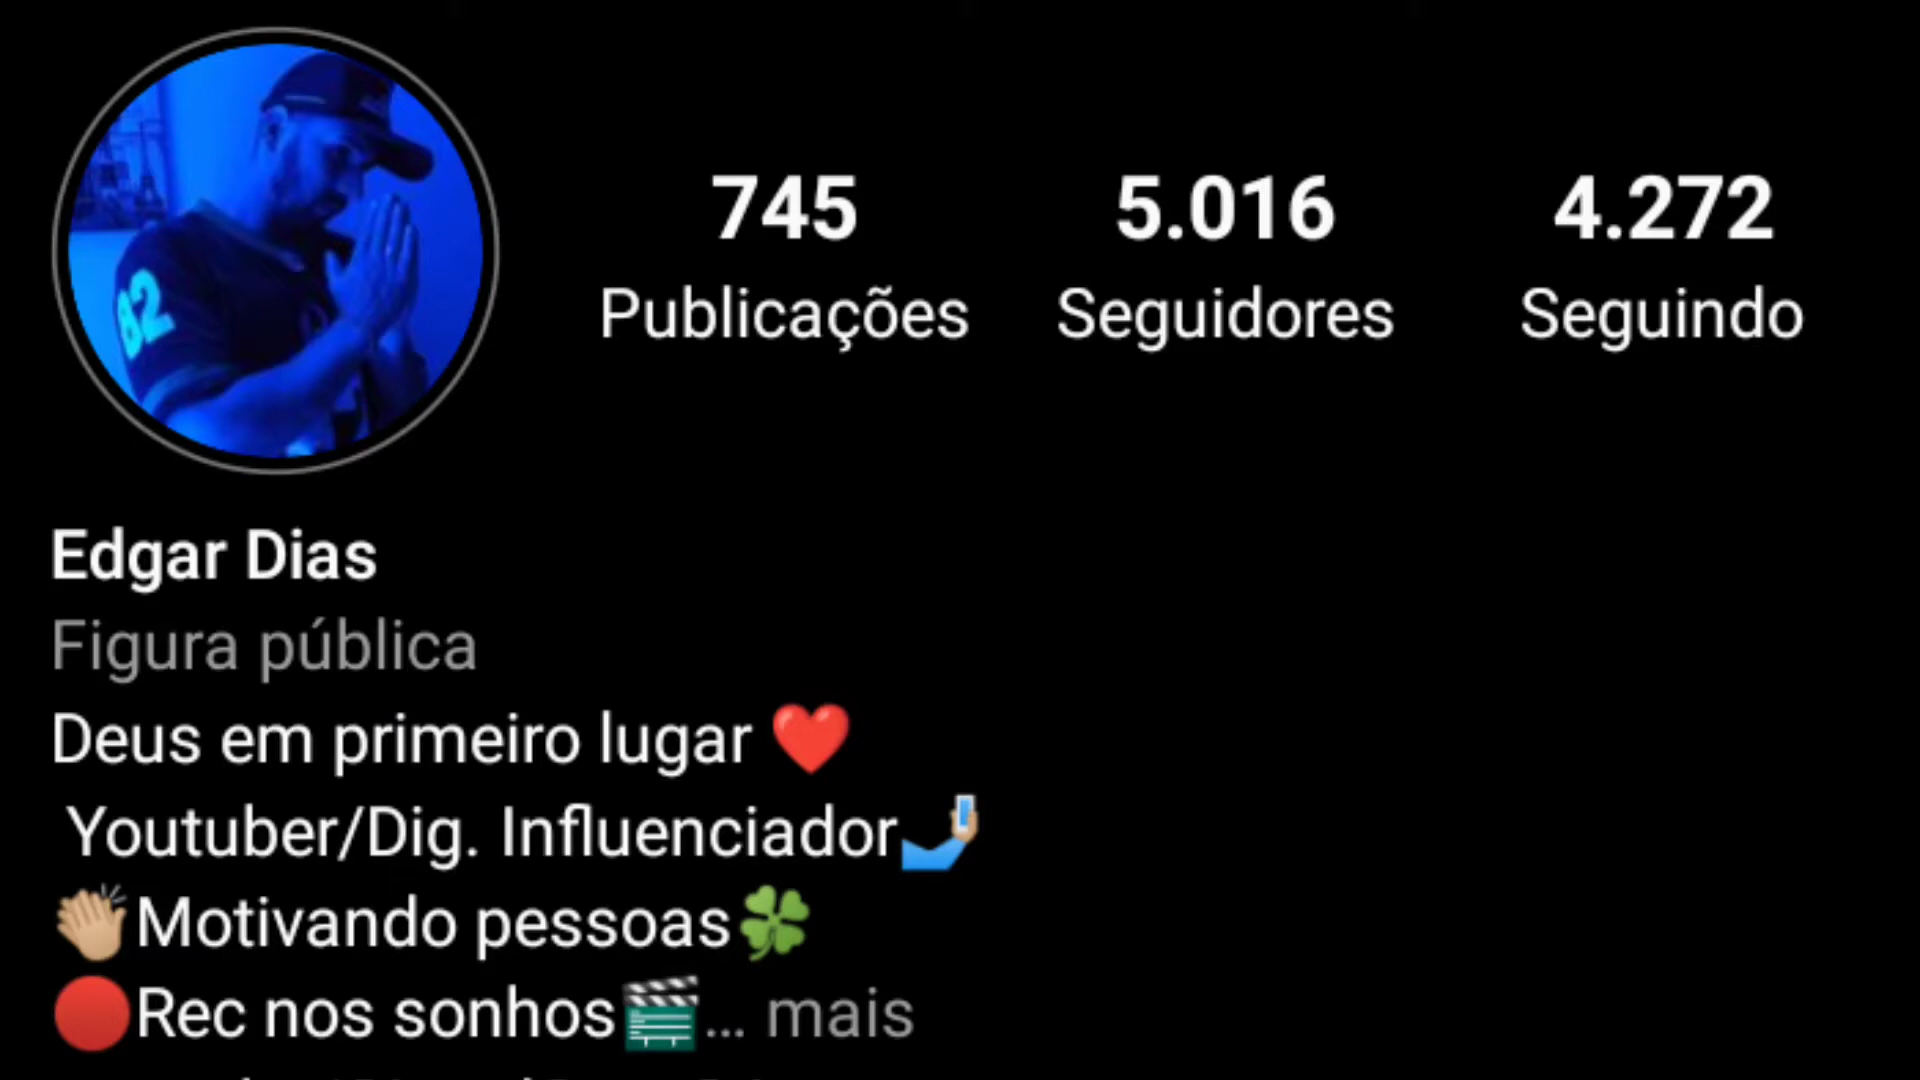 82
745 5.016 4.272
Publicações Seguidores Seguindo
Edgar Dias
Figura pública
Deus em primeiro lugar ❤️
Youtuber/Dig. Influenciador🤳🏼
👏🏼Motivando pessoas🍀
🔴Rec nos sonhos🎬... mais